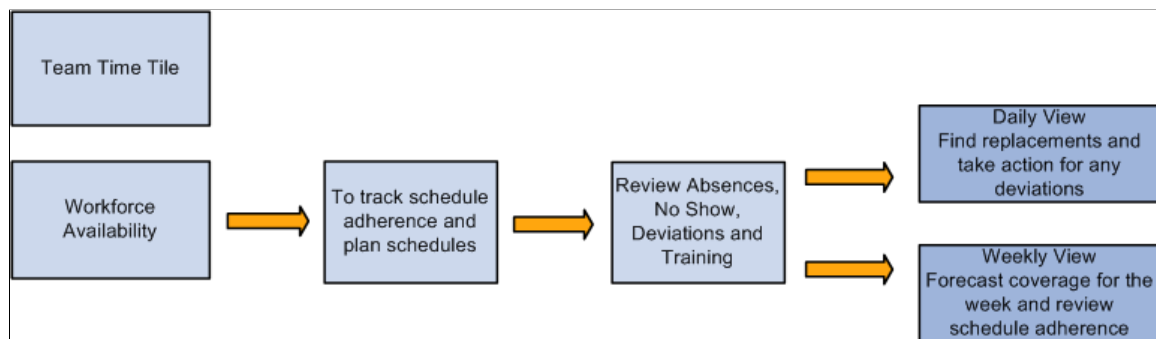 Team Time Tile
Workforce
Availability
To track schedule
adherence and
plan schedules
Review Absences,
No Show,
Deviations and
Training
Daily View
Find replacements and
take action for any
deviations
Weekly View
Forecast coverage for the
week and review
schedule adherence